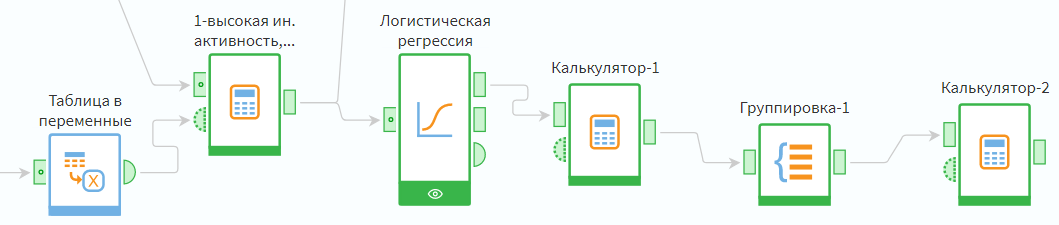 1-высокая ин.
активность,...
Логистическая
регрессия
Калькулятор-1
Калькулятор-2
Таблица в
переменные
Группировка-1
X